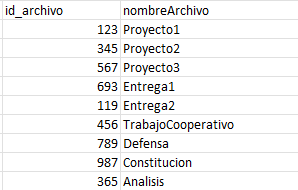 id_archivo nombreArchivo
123 Proyecto1
345 Proyecto2
567 Proyecto3
693 Entrega1
119 Entrega2
456 TrabajoCooperativo
789 Defensa
987 Constitucion
365 Analisis